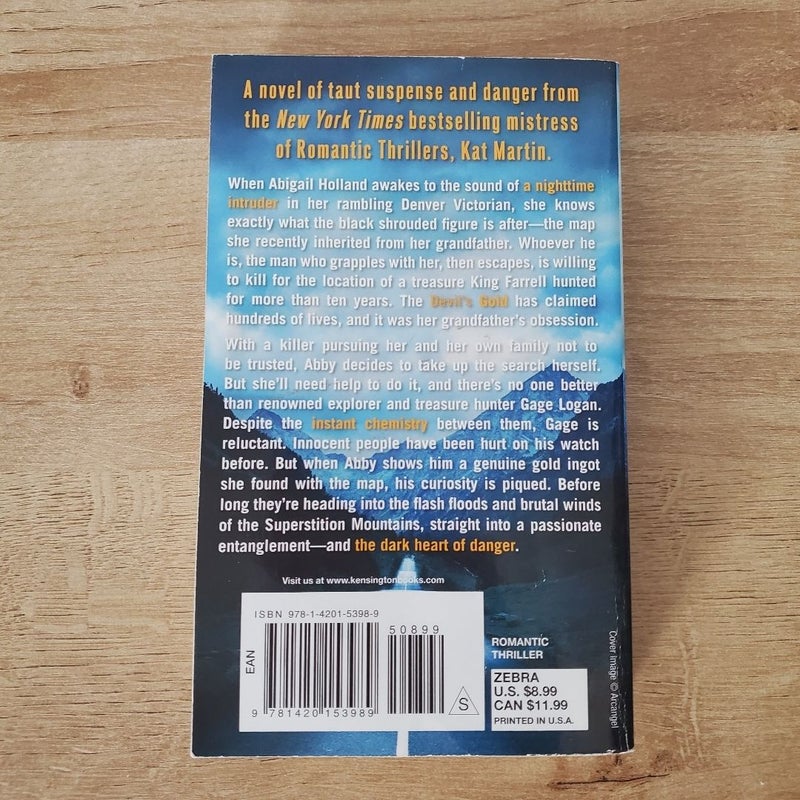 A novel of taut suspense and danger from
the New York Times bestselling mistress
of Romantic Thrillers, Kat Martin.
When Abigail Holland awakes to the sound of a nighttime
intruder in her rambling Denver Victorian, she knows
exactly what the black shrouded figure is after—the map
she recently inherited from her grandfather. Whoever he
is, the man who grapples with her, then escapes, is willing
to kill for the location of a treasure King Farrell hunted
for more than ten years. The Devil's Gold has claimed
hundreds of lives, and it was her grandfather's obsession.
With a killer pursuing her and her own family not to
be trusted, Abby decides to take up the search herself.
But she'll need help to do it, and there's no one better
than renowned explorer and treasure hunter Gage Logan.
Despite the instant chemistry between them, Gage is
reluctant. Innocent people have been hurt on his watch
before. But when Abby shows him a genuine gold ingot
she found with the map, his curiosity is piqued. Before
long they're heading into the flash floods and brutal winds
of the Superstition Mountains, straight into a passionate
entanglement—and the dark heart of danger.
Visit us at www.kensingtonbooks.com
ISBN 978-1-4201-5398-9
50899
EAN
9 781420 153989
S
ROMANTIC
THRILLER
ZEBRA
U.S. $8.99
CAN $11.99
PRINTED IN U.S.A.
Cover image © Arcangel